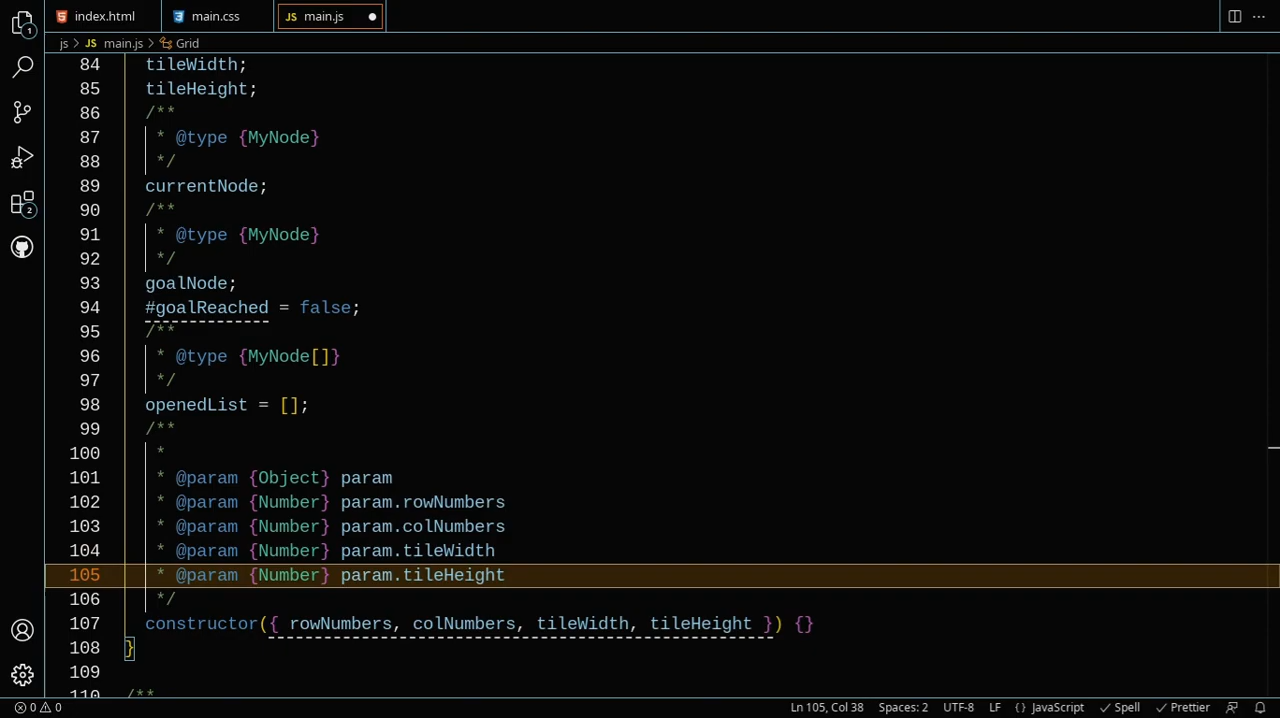 index.html
main.css
JS main.js
js > JS main.js > Grid
84 tileWidth;
85 tileHeight;
86 /**
87 * @type {MyNode}
88 */
89 currentNode;
90 /**
91 * @type {MyNode}
92 */
93 goalNode;
94 #goalReached = false;
95 /**
96 * @type {MyNode[]}
97 */
98 openedList = [];
99 /**
100 *
101 * @param {Object} param
102 * @param {Number} param.rowNumbers
103 * @param {Number} param.colNumbers
104 * @param {Number} param.tileWidth
105 * @param {Number} param.tileHeight
106 */
107 constructor({ rowNumbers, colNumbers, tileWidth, tileHeight }) {}
108 }
109
110 /**
1
2
0 0 Ln 105, Col 38 Spaces: 2 UTF-8 LF {} JavaScript Spell Prettier